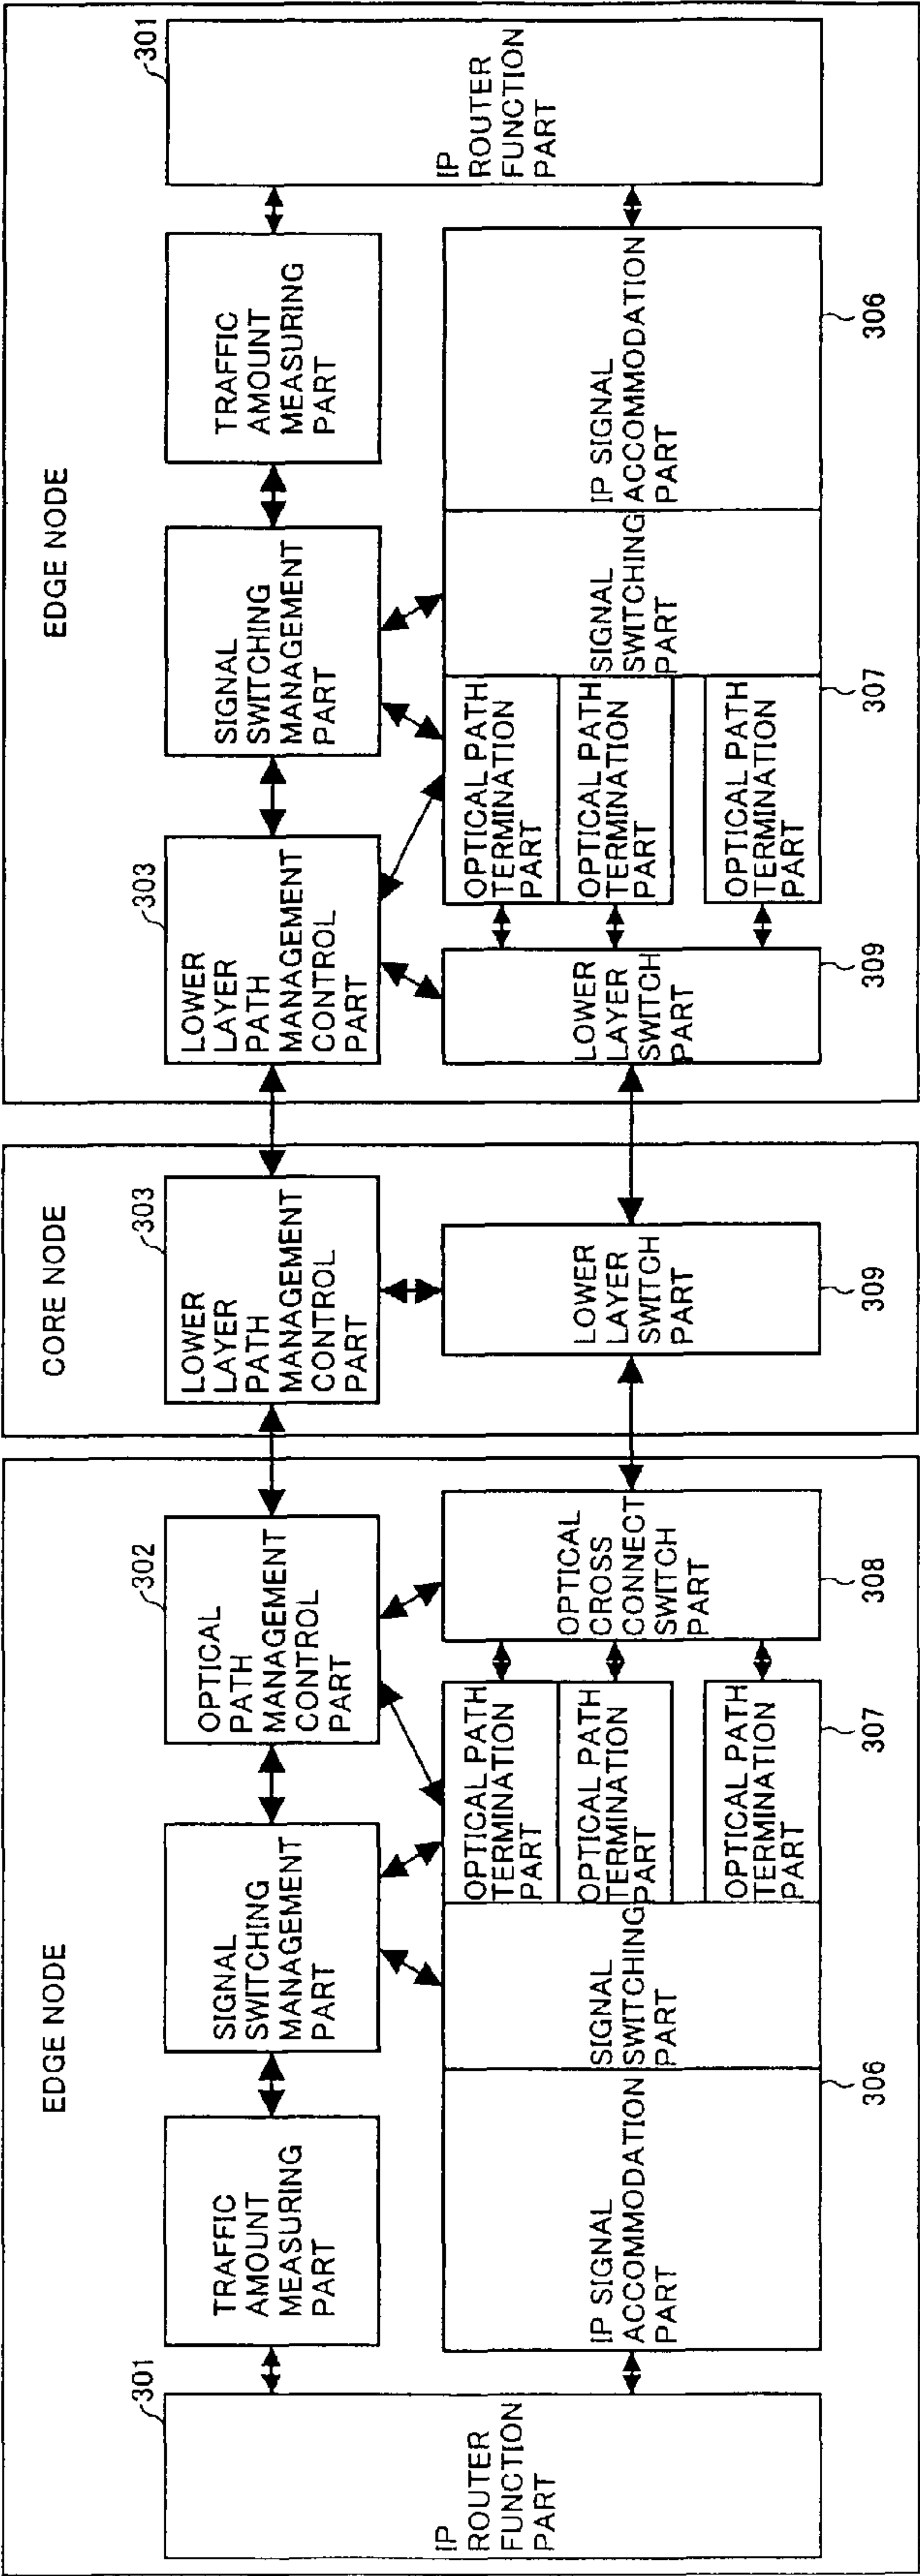 EDGE NODE
301
IP
ROUTER
FUNCTION
PART
TRAFFIC
AMOUNT
MEASURING
PART
SIGNAL
SWITCHING
MANAGEMENT
PART
302
OPTICAL
PATH
MANAGEMENT
CONTROL
PART
IP SIGNAL
ACCOMMODATION
PART
306
SIGNAL
SWITCHING
PART
OPTICAL PATH
TERMINATION
PART
OPTICAL PATH
TERMINATION
PART
OPTICAL PATH
TERMINATION
PART
307
OPTICAL
CROSS
CONNECT
SWITCH
PART
308
CORE NODE
303
LOWER
LAYER
PATH
MANAGEMENT
CONTROL
PART
LOWER
LAYER
SWITCH
PART
309
EDGE NODE
303
LOWER
LAYER
PATH
MANAGEMENT
CONTROL
PART
SIGNAL
SWITCHING
MANAGEMENT
PART
TRAFFIC
AMOUNT
MEASURING
PART
301
IP
ROUTER
FUNCTION
PART
LOWER
LAYER
SWITCH
PART
309
OPTICAL PATH
TERMINATION
PART
OPTICAL PATH
TERMINATION
PART
OPTICAL PATH
TERMINATION
PART
307
SIGNAL
SWITCHING
PART
IP SIGNAL
ACCOMMODATION
PART
306